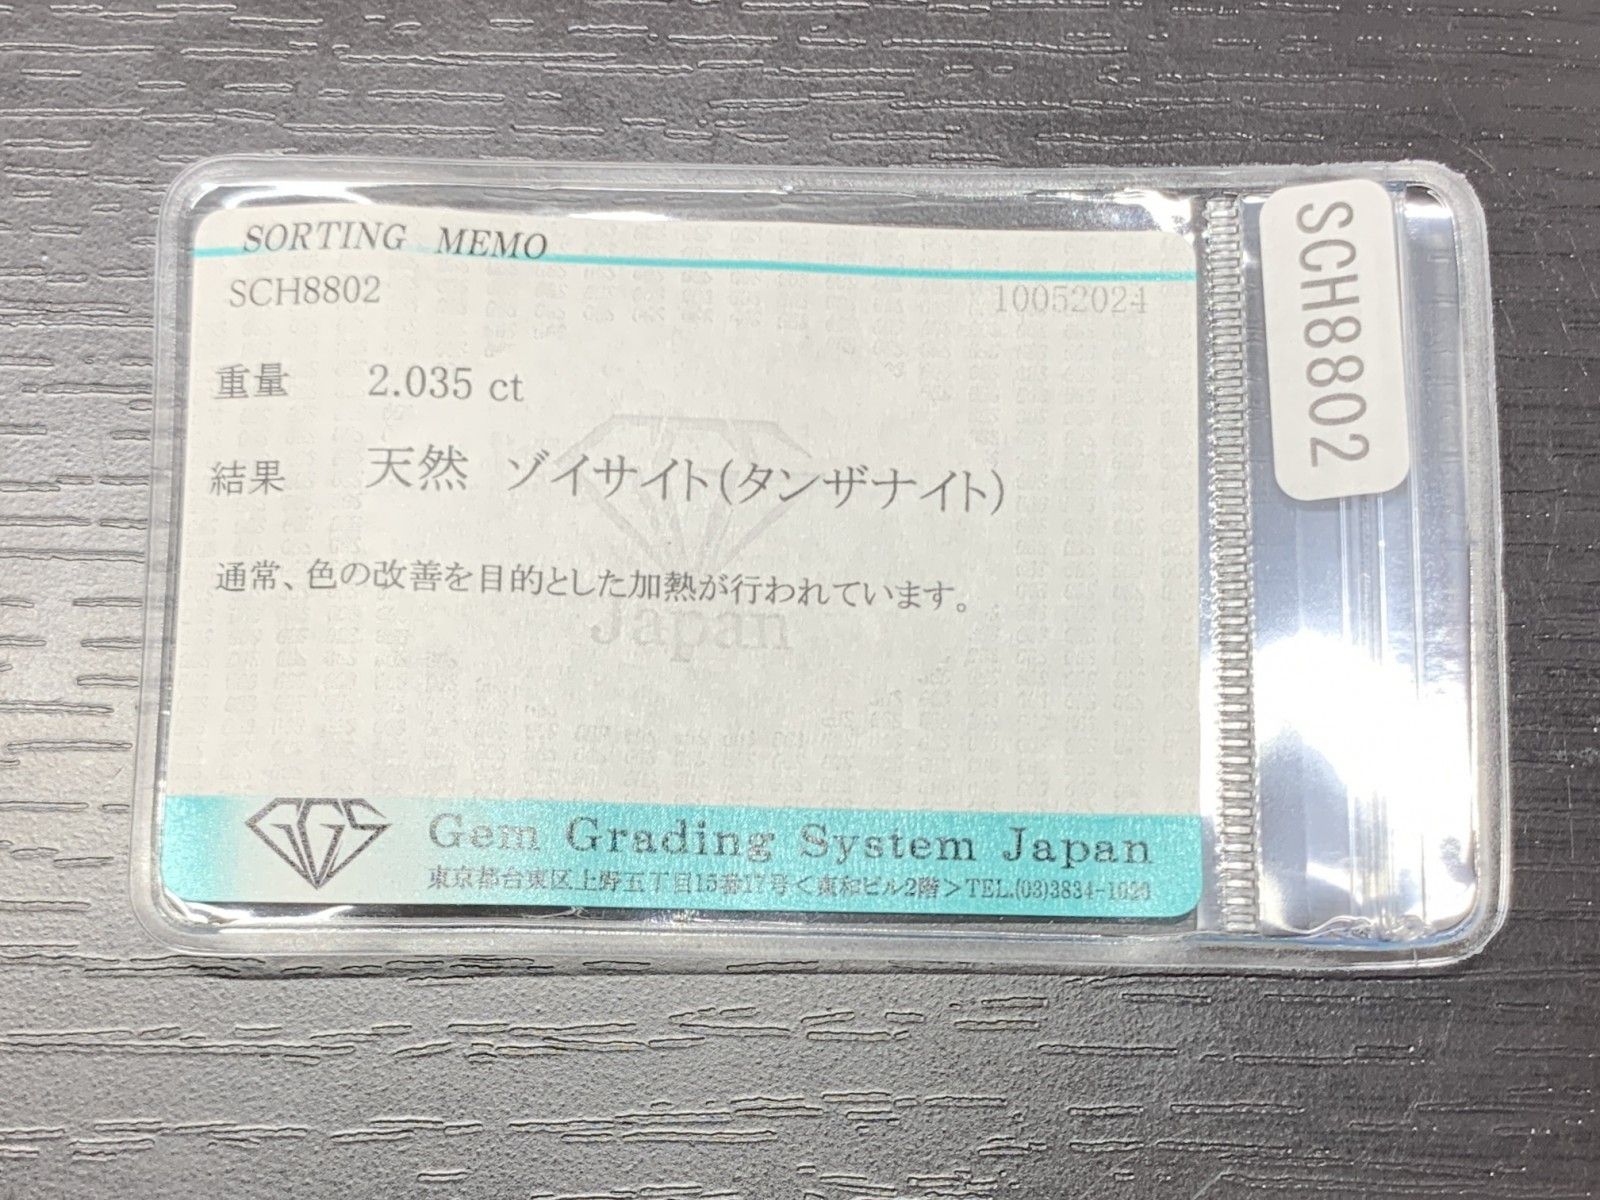 SORTING MEMO
SCH8802 10052024
重量 2.035 ct
結果 天然 ゾイサイト(タンザナイト)
通常、色の改善を目的とした加熱が行われています。
Japan
GGS Gem Grading System Japan
東京都台東区上野五丁目15番17号<貞和ビル2階>TEL.(03)3834-1020
SCH8802